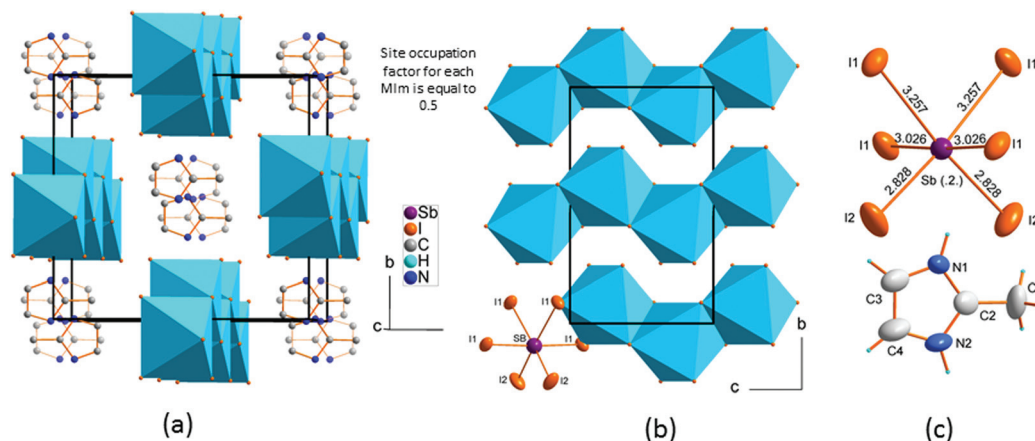 Site occupation
factor for each
MIm is equal to
0.5
Sb
I
C
H
N
b
c
(a)
I1
I1
SB
I1
I1
I2
I2
b
c
(b)
I1
I1
3.257
3.257
I1
3.026
3.026
I1
Sb (.2.)
2.828
2.828
I2
I2
N1
C3
C2
C
C4
N2
(c)